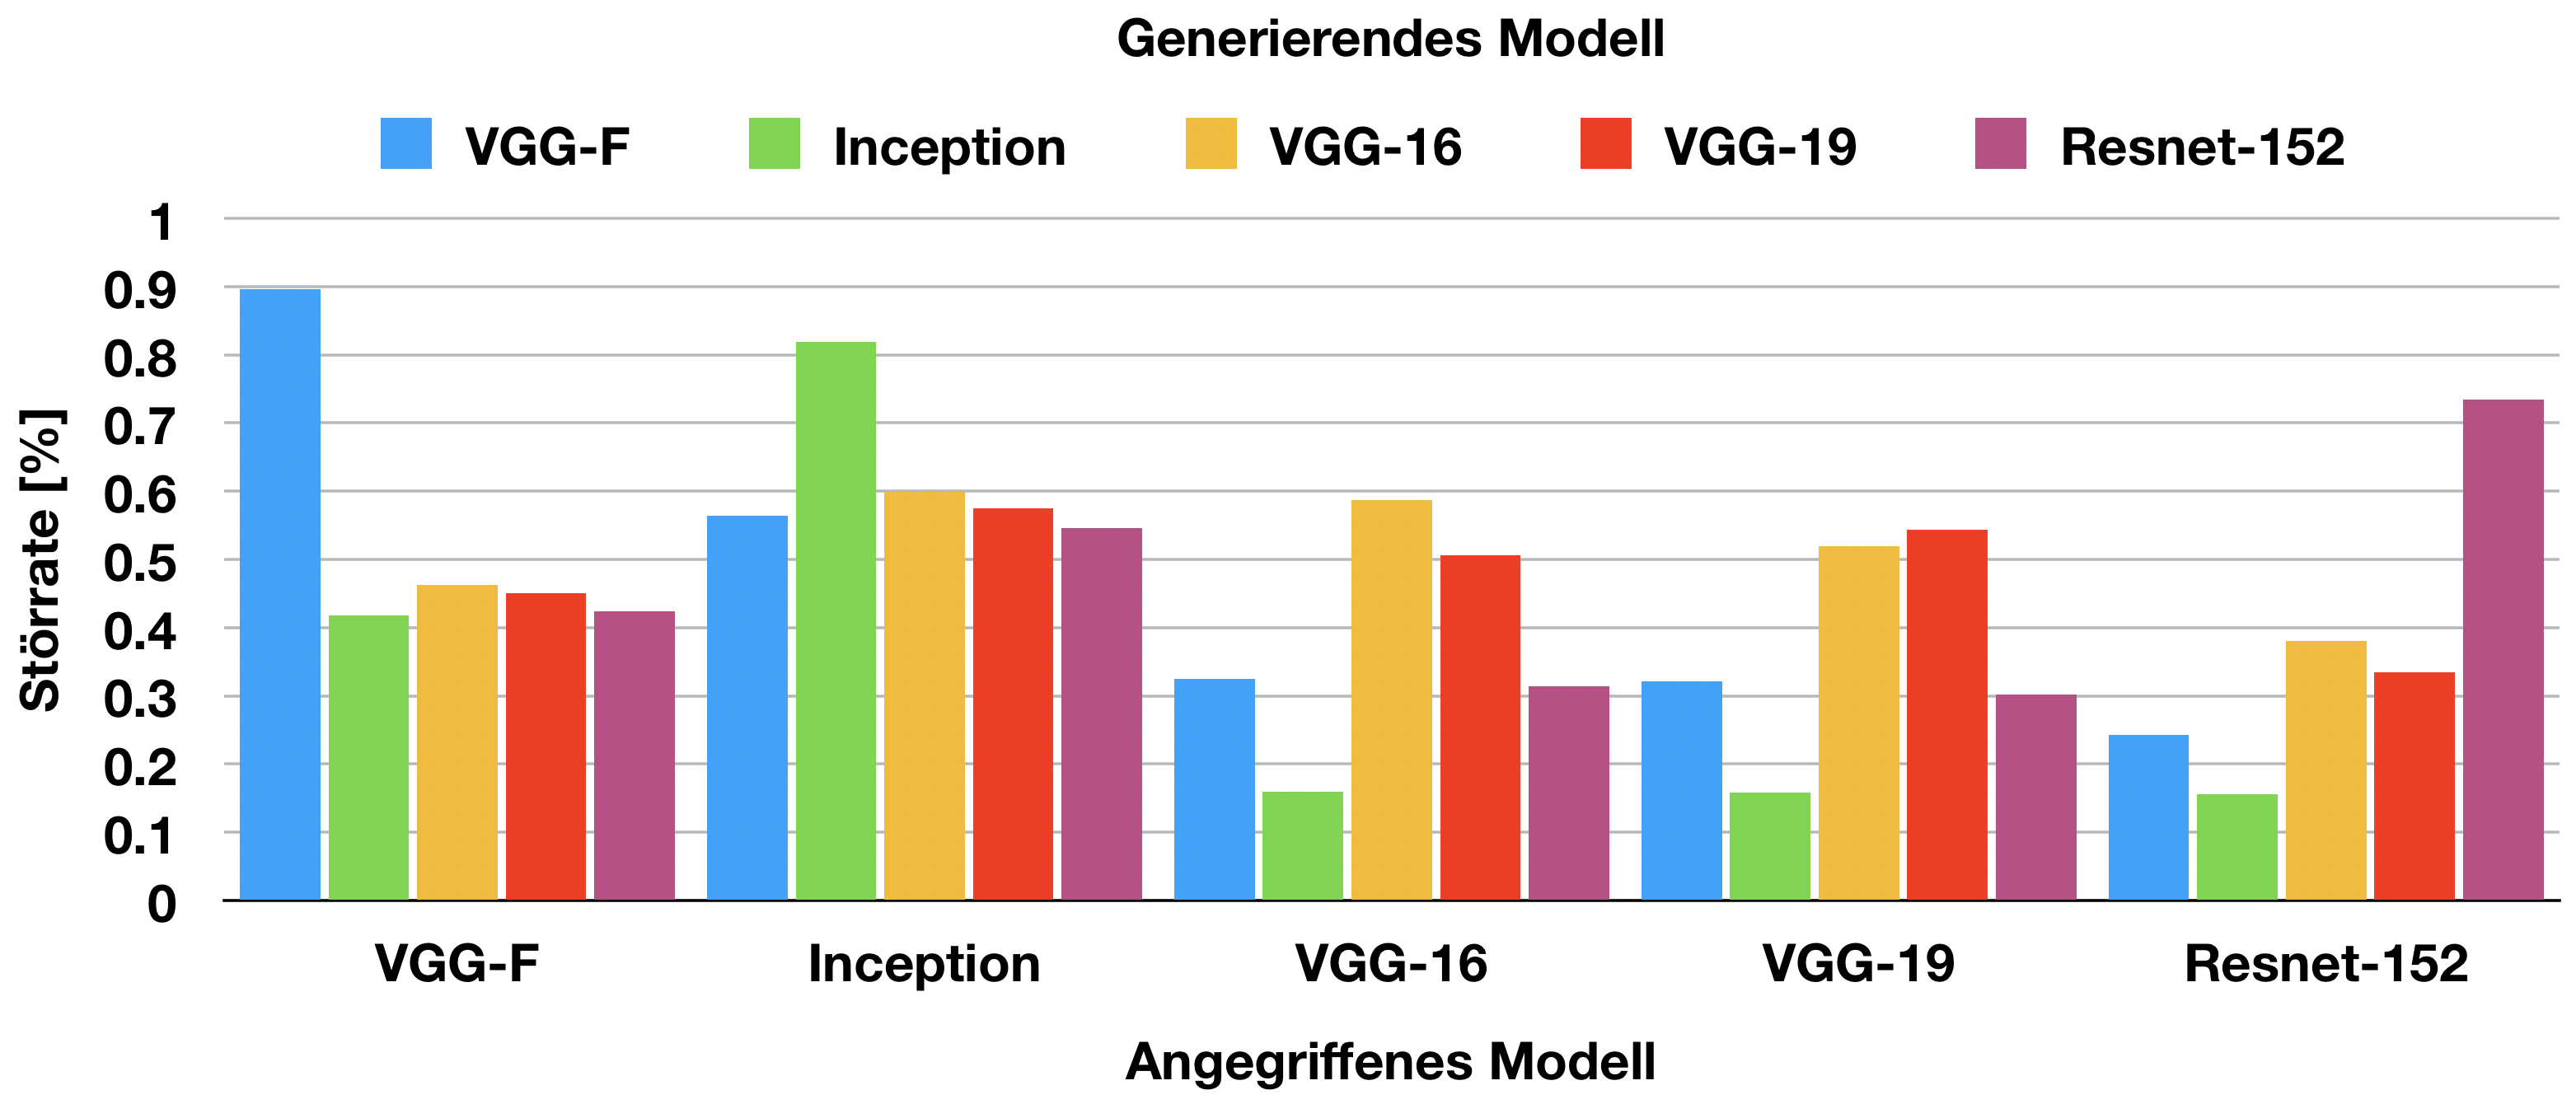 Generierendes Modell
VGG-F Inception VGG-16 VGG-19 Resnet-152
1
0.9
0.8
0.7
0.6
0.5
0.4
0.3
0.2
0.1
0
Störrate [%]
VGG-F Inception VGG-16 VGG-19 Resnet-152
Angegriffenes Modell